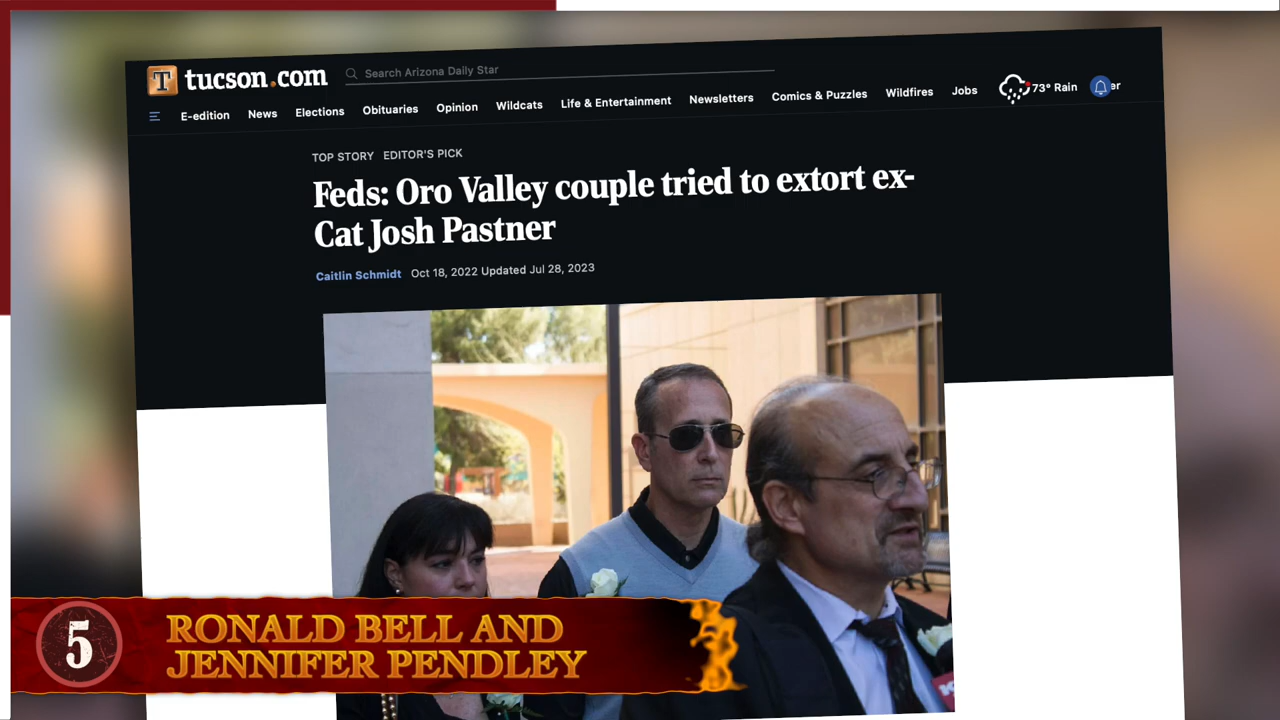 T tucson.com
Search Arizona Daily Star
E-edition News Elections Obituaries Opinion Wildcats Life & Entertainment Newsletters Comics & Puzzles Wildfires Jobs 73° Rain
TOP STORY EDITOR'S PICK
Feds: Oro Valley couple tried to extort ex-
Cat Josh Pastner
Caitlin Schmidt Oct 18, 2022 Updated Jul 28, 2023
5
RONALD BELL AND
JENNIFER PENDLEY